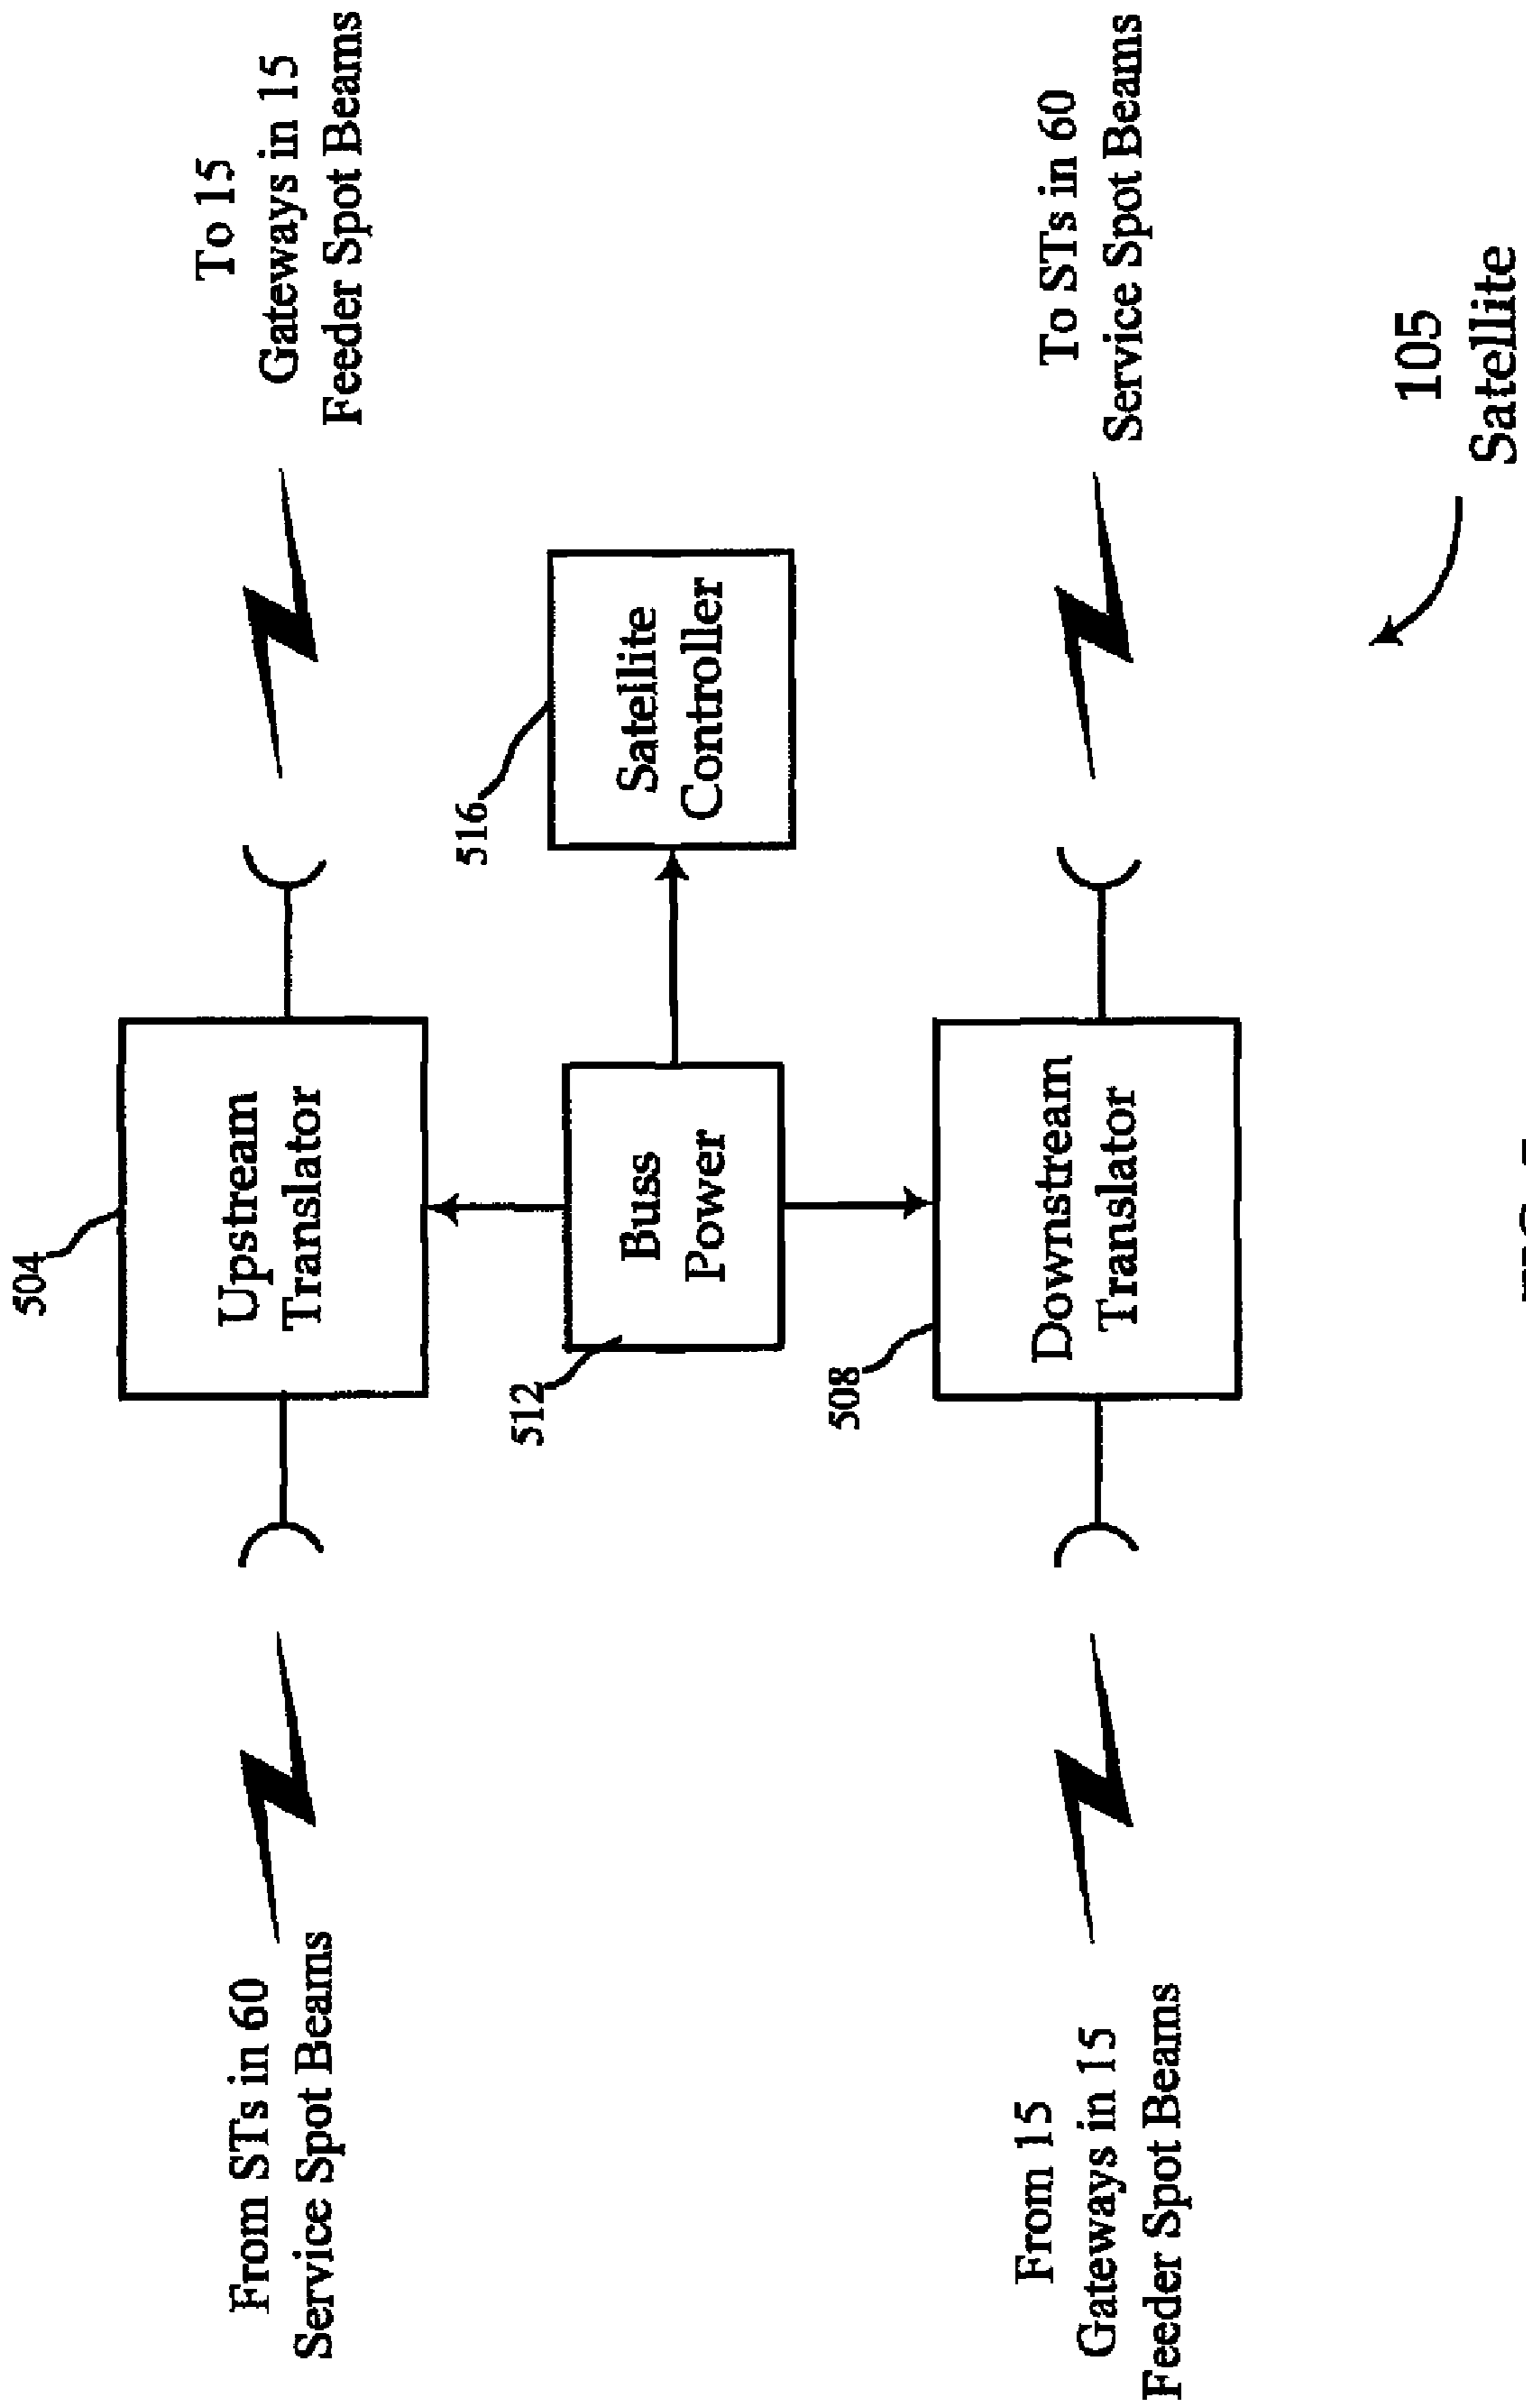 504
Upstream
Translator
From STs in 60
Service Spot Beams
To 15
Gateways in 15
Feeder Spot Beams
512
Buss
Power
516
Satellite
Controller
508
Downstream
Translator
From 15
Gateways in 15
Feeder Spot Beams
To STs in 60
Service Spot Beams
105
Satellite